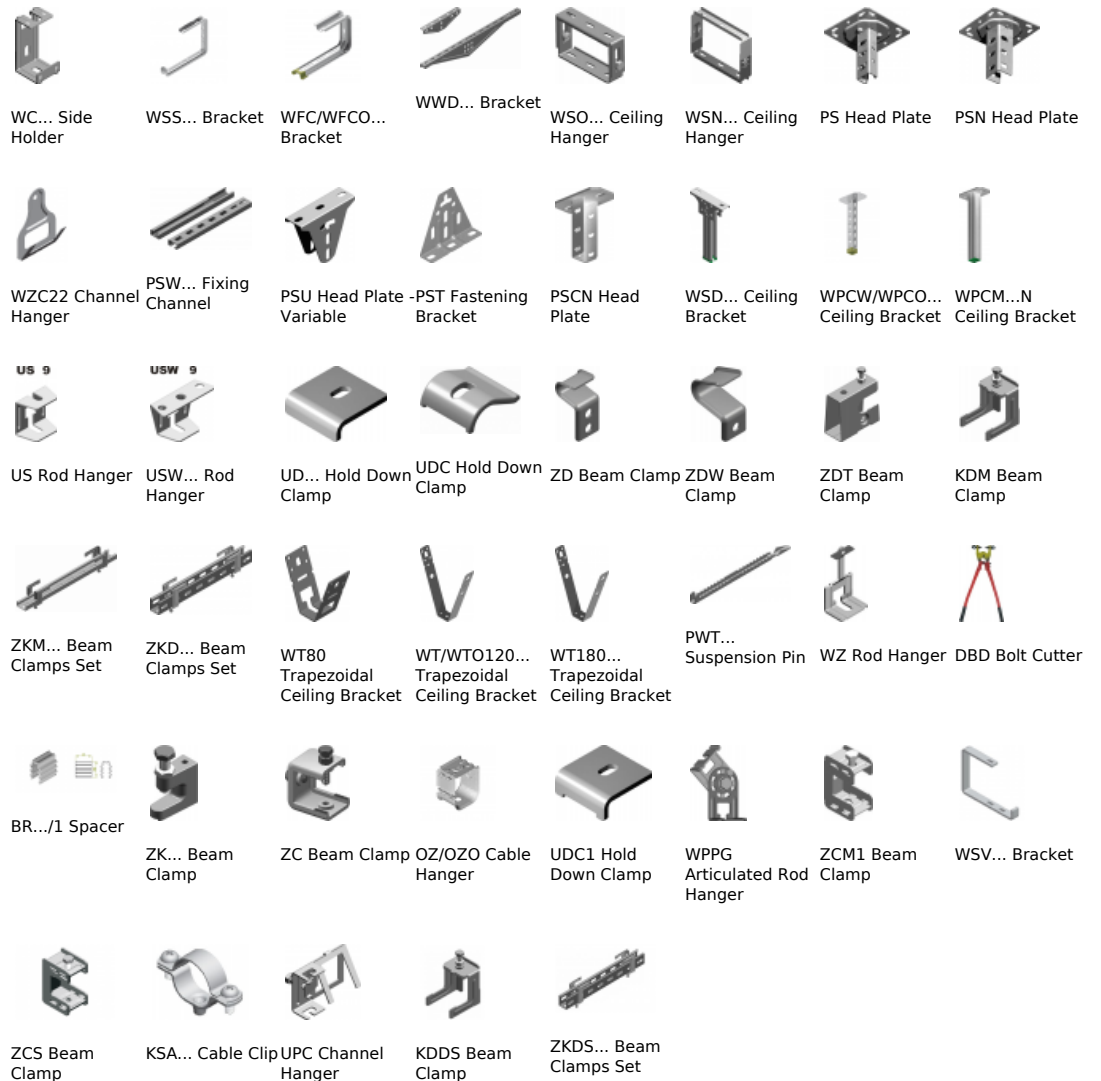 WC... Side
Holder
WSS... Bracket
WFC/WFCO...
Bracket
WWD... Bracket
WSO... Ceiling
Hanger
WSN... Ceiling
Hanger
PS Head Plate
PSN Head Plate
WZC22 Channel
Hanger
PSW... Fixing
Channel
PSU Head Plate -
Variable
PST Fastening
Bracket
PSCN Head
Plate
WSD... Ceiling
Bracket
WPCW/WPCO...
Ceiling Bracket
WPCM...N
Ceiling Bracket
US 9
US Rod Hanger
USW 9
USW... Rod
Hanger
UD... Hold Down
Clamp
UDC Hold Down
Clamp
ZD Beam Clamp
ZDW Beam
Clamp
ZDT Beam
Clamp
KDM Beam
Clamp
ZKM... Beam
Clamps Set
ZKD... Beam
Clamps Set
WT80
Trapezoidal
Ceiling Bracket
WT/WTO120...
Trapezoidal
Ceiling Bracket
WT180...
Trapezoidal
Ceiling Bracket
PWT...
Suspension Pin
WZ Rod Hanger
DBD Bolt Cutter
BR.../1 Spacer
ZK... Beam
Clamp
ZC Beam Clamp
OZ/OZO Cable
Hanger
UDC1 Hold
Down Clamp
WPPG
Articulated Rod
Hanger
ZCM1 Beam
Clamp
WSV... Bracket
ZCS Beam
Clamp
KSA... Cable Clip
UPC Channel
Hanger
KDDS Beam
Clamp
ZKDS... Beam
Clamps Set